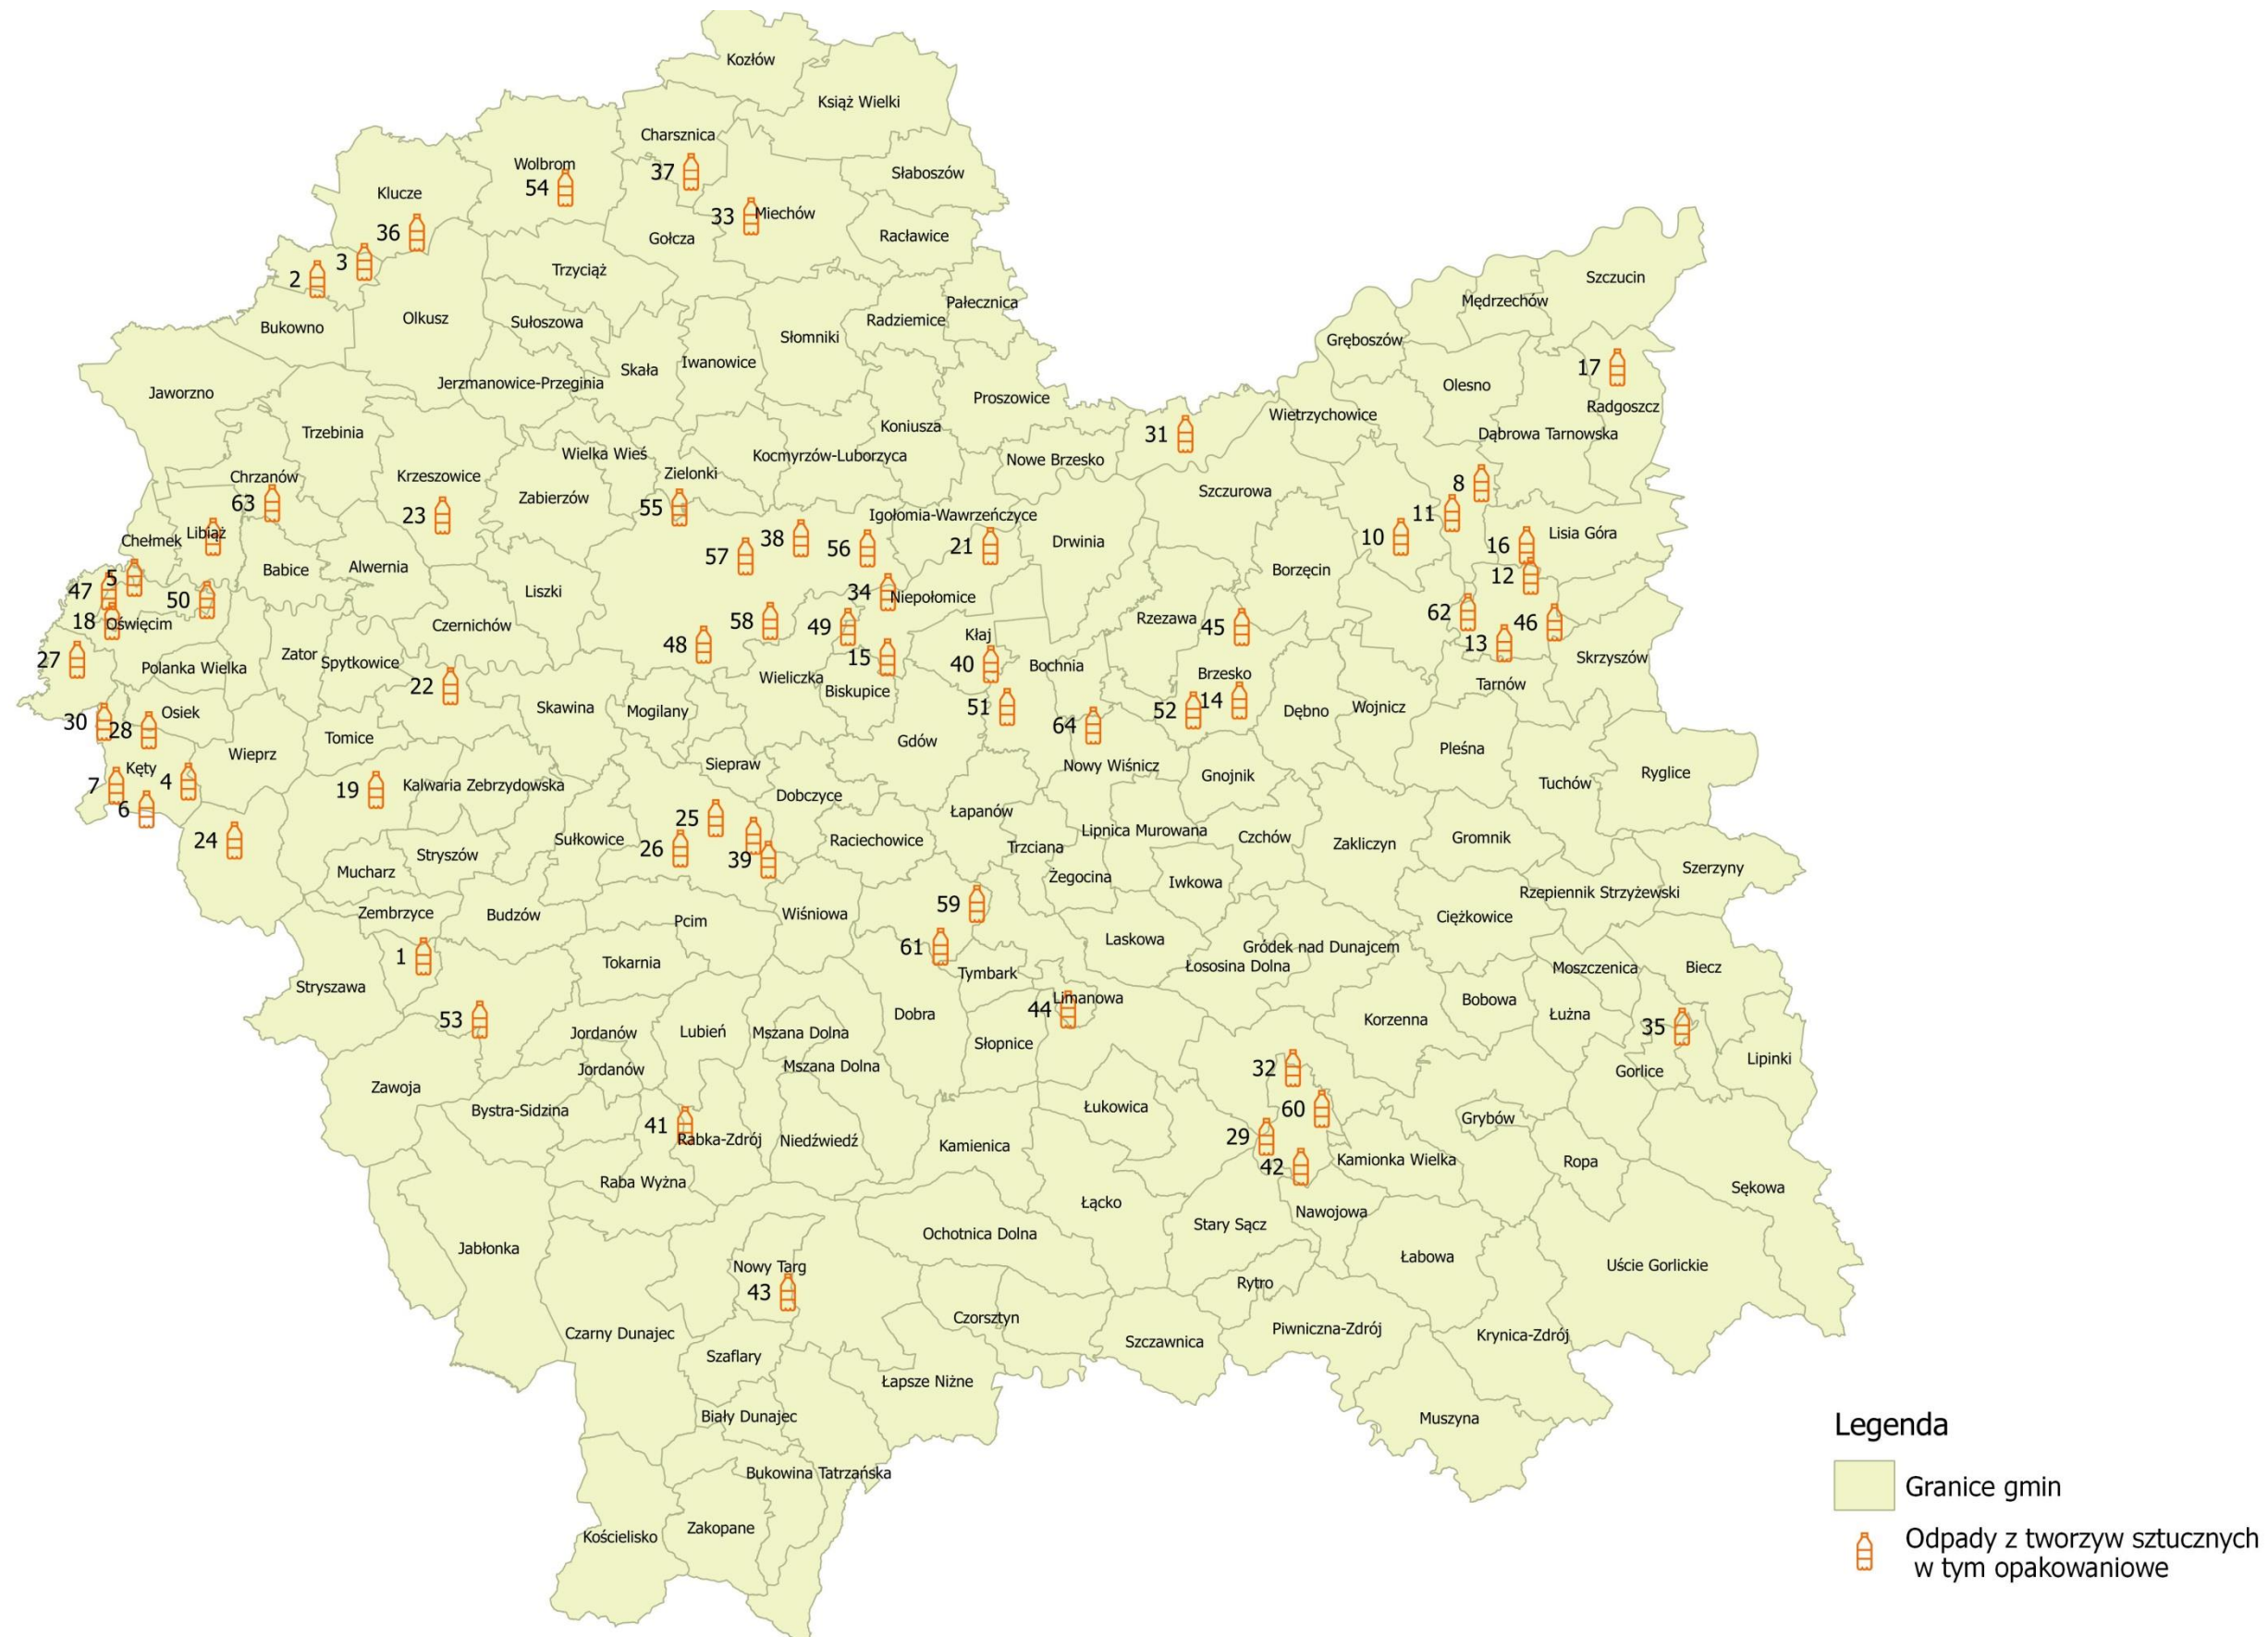 Kozłów
Książ Wielki
Charsznica
37
Wolbrom
54
Słaboszów
Klucze
36
33
Miechów
Racławice
Gołcza
3
2
Trzyciąż
Szczucin
Mędrzechów
Pałecznica
Bukowno
Olkusz
Sułoszowa
Radziemice
Słomniki
Gręboszów
Skała
Iwanowice
17
Jaworzno
Jerzmanowice-Przeginia
Olesno
Proszowice
Radgoszcz
Wietrzychowice
Trzebinia
Koniusza
31
Dąbrowa Tarnowska
Wielka Wieś
Kocmyrzów-Luborzyca
Nowe Brzesko
Zielonki
Chrzanów
63
Krzeszowice
23
Zabierzów
55
Szczurowa
8
11
10
Igołomia-Wawrzeńczyce
21
Libiąż
Chełmek
38
57
56
Drwinia
16
Lisia Góra
12
Babice
Alwernia
Borzęcin
5
47
50
Liszki
34
Niepołomice
18
Oświęcim
Czernichów
58
49
48
Rzezawa
45
62
46
13
Kłaj
40
27
Polanka Wielka
Zator
Spytkowice
22
15
Wieliczka
Biskupice
Bochnia
Brzesko
14
52
Skrzyszów
Tarnów
30
28
Osiek
Skawina
Mogilany
51
64
Dębno
Wojnicz
Wieprz
Tomice
Gdów
Pleśna
Kęty
4
7
6
19
Kalwaria Zebrzydowska
Siepraw
Dobczyce
Nowy Wiśnicz
Gnojnik
Tuchów
Ryglice
24
Stryszów
Mucharz
Sułkowice
25
26
39
Raciechowice
Łapanów
Trzciana
Lipnica Murowana
Czchów
Zakliczyn
Gromnik
Żegocina
Iwkowa
Szerzyny
Rzepiennik Strzyżewski
Zembrzyce
Budzów
Pcim
Wiśniowa
59
Ciężkowice
1
Tokarnia
61
Tymbark
Laskowa
Gródek nad Dunajcem
Łososina Dolna
Moszczenica
Biecz
Stryszawa
53
Jordanów
Lubień
Mszana Dolna
Dobra
44
Limanowa
Słopnice
Korzenna
Bobowa
Łużna
35
Gorlice
Lipinki
Zawoja
Jordanów
Mszana Dolna
32
Bystra-Sidzina
41
Rabka-Zdrój
Niedźwiedź
Kamienica
Łukowica
60
29
42
Grybów
Kamionka Wielka
Ropa
Raba Wyżna
Łącko
Sękowa
Jabłonka
Ochotnica Dolna
Stary Sącz
Nawojowa
Nowy Targ
43
Łabowa
Uście Gorlickie
Rytro
Czarny Dunajec
Czorsztyn
Szczawnica
Piwniczna-Zdrój
Krynica-Zdrój
Szaflary
Łapsze Niżne
Biały Dunajec
Muszyna
Bukowina Tatrzańska
Zakopane
Kościelisko
Legenda
Granice gmin
Odpady z tworzyw sztucznych
w tym opakowaniowe